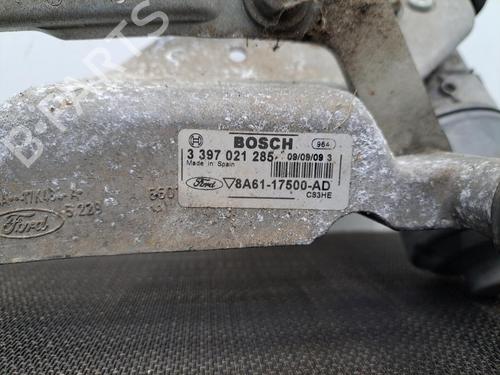 B-PARTS
BOSCH
964
3 397 021 285
09/09/09 3
Made in Spain
Ford
8A61-17500-AD
CS3HE
S 229
Ford